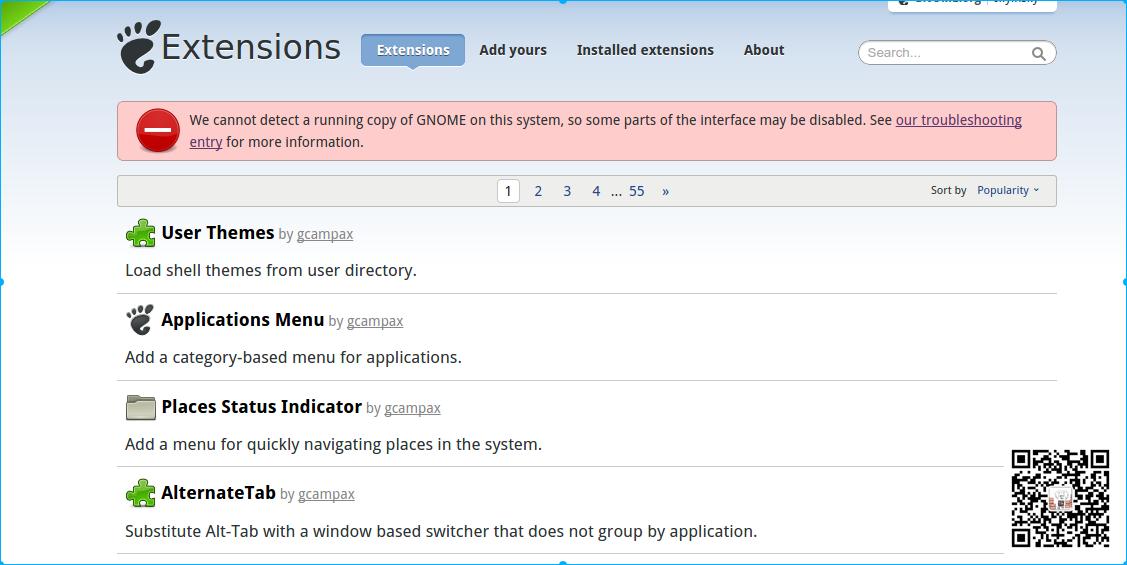 Extensions
Extensions Add yours Installed extensions About
Search...
We cannot detect a running copy of GNOME on this system, so some parts of the interface may be disabled. See our troubleshooting
entry for more information.
1 2 3 4 ... 55 »
Sort by Popularity
User Themes by gcampax
Load shell themes from user directory.
Applications Menu by gcampax
Add a category-based menu for applications.
Places Status Indicator by gcampax
Add a menu for quickly navigating places in the system.
AlternateTab by gcampax
Substitute Alt-Tab with a window based switcher that does not group by application.